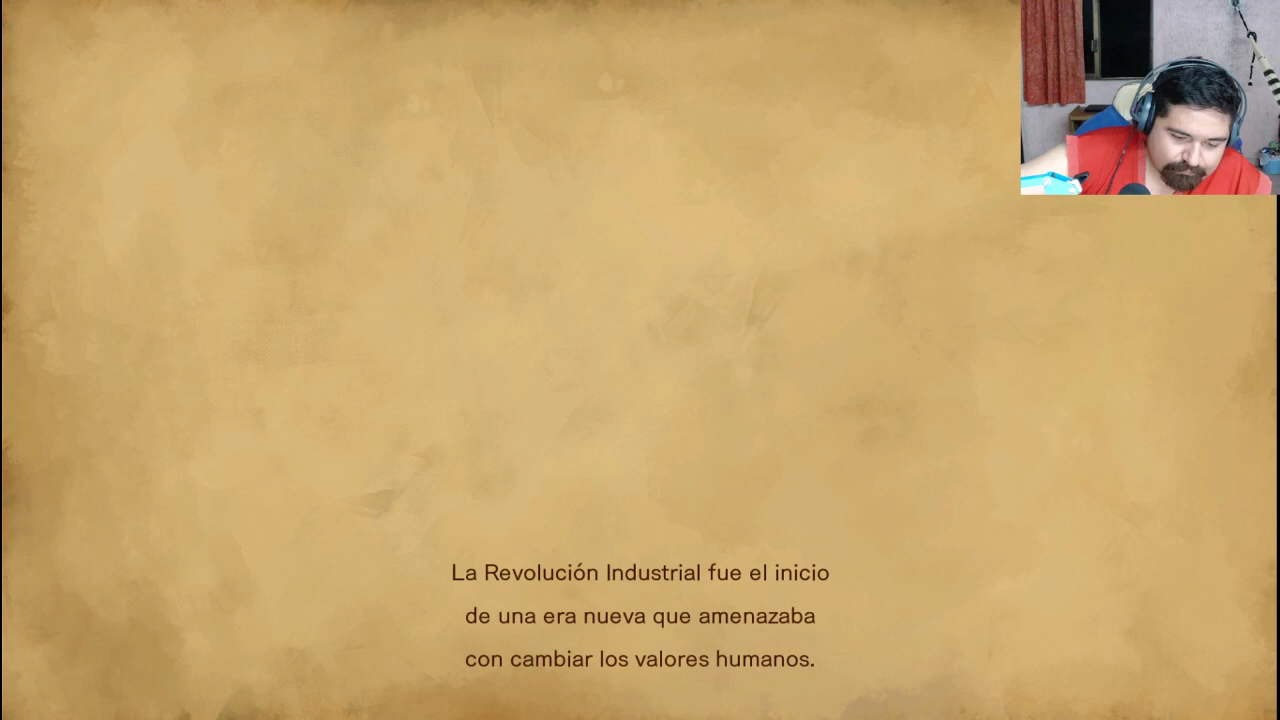 La Revolución Industrial fue el inicio
de una era nueva que amenazaba
con cambiar los valores humanos.